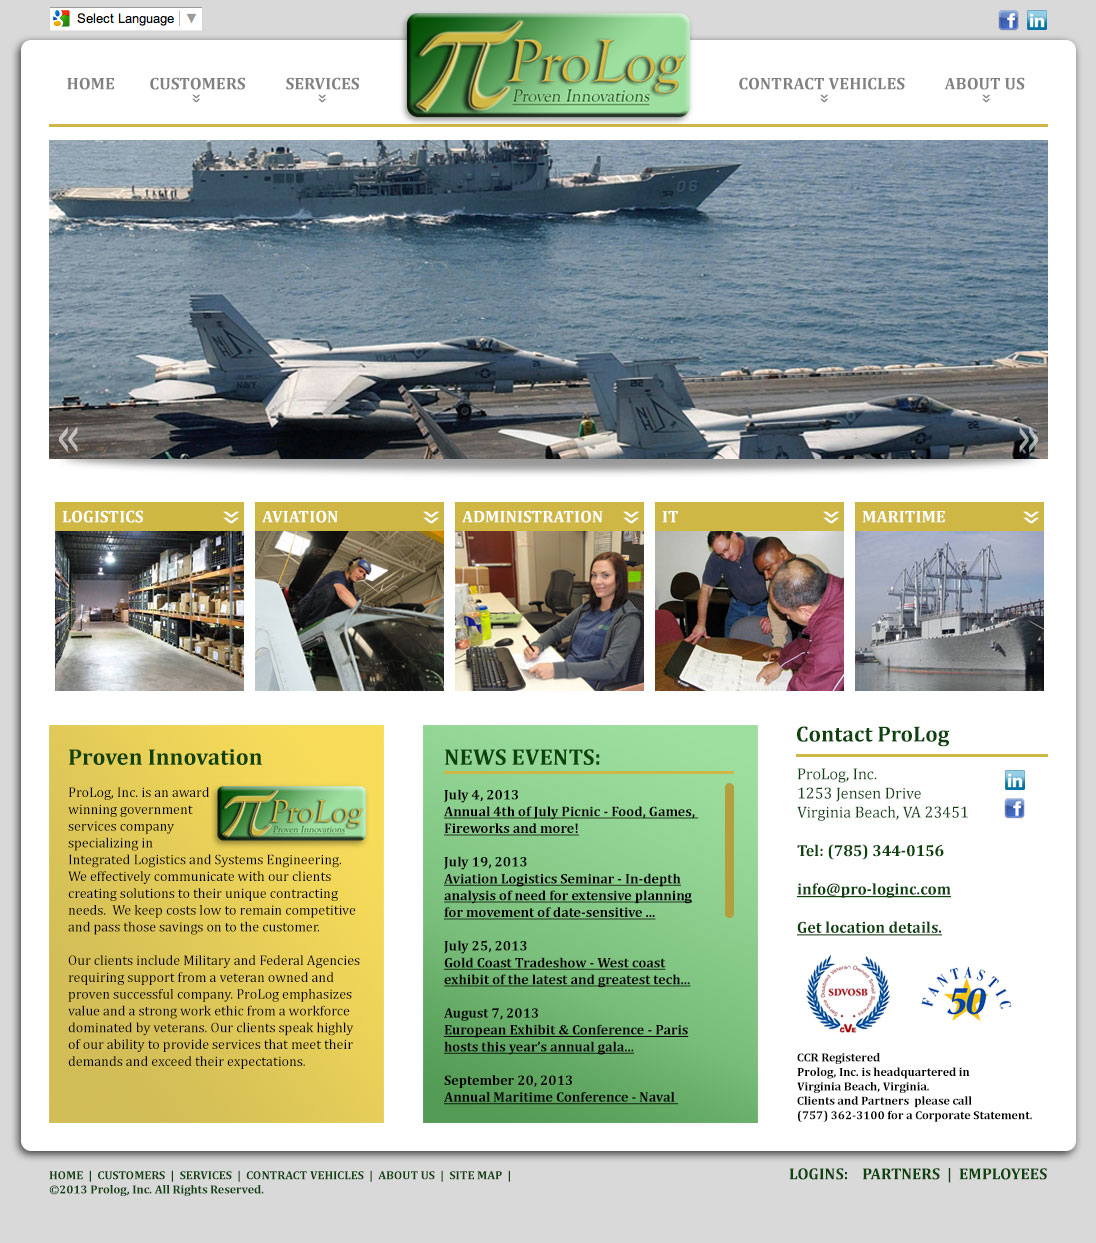 Select Language ▼
HOME CUSTOMERS SERVICES
ProLog
Proven Innovations
CONTRACT VEHICLES ABOUT US
06
NAVY
LOGISTICS AVIATION ADMINISTRATION IT MARITIME
Proven Innovation
ProLog, Inc. is an award
winning government
services company
specializing in
ProLog
Proven Innovations
Integrated Logistics and Systems Engineering.
We effectively communicate with our clients
creating solutions to their unique contracting
needs. We keep costs low to remain competitive
and pass those savings on to the customer.
Our clients include Military and Federal Agencies
requiring support from a veteran owned and
proven successful company. ProLog emphasizes
value and a strong work ethic from a workforce
dominated by veterans. Our clients speak highly
of our ability to provide services that meet their
demands and exceed their expectations.
NEWS EVENTS:
July 4, 2013
Annual 4th of July Picnic - Food, Games,
Fireworks and more!
July 19, 2013
Aviation Logistics Seminar - In-depth
analysis of need for extensive planning
for movement of date-sensitive ...
July 25, 2013
Gold Coast Tradeshow - West coast
exhibit of the latest and greatest tech...
August 7, 2013
European Exhibit & Conference - Paris
hosts this year's annual gala...
September 20, 2013
Annual Maritime Conference - Naval
Contact ProLog
ProLog, Inc.
1253 Jensen Drive
Virginia Beach, VA 23451
Tel: (785) 344-0156
info@pro-loginc.com
Get location details.
Service Disabled Veteran Owned Small Business
SDVOSB
CVE
FANTASTIC
50
CCR Registered
Prolog, Inc. is headquartered in
Virginia Beach, Virginia.
Clients and Partners please call
(757) 362-3100 for a Corporate Statement.
HOME | CUSTOMERS | SERVICES | CONTRACT VEHICLES | ABOUT US | SITE MAP |
©2013 Prolog, Inc. All Rights Reserved.
LOGINS: PARTNERS | EMPLOYEES